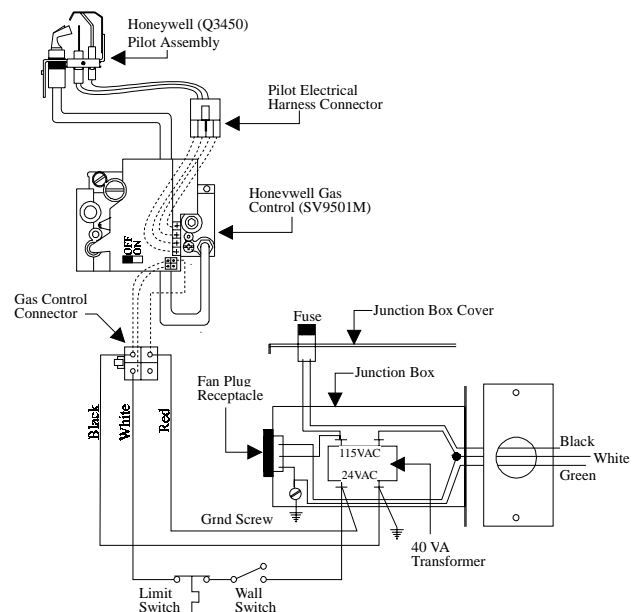 Honeywell (Q3450)
Pilot Assembly
Pilot Electrical
Harness Connector
Honevwell Gas
Control (SV9501M)
OFF
ON
Gas Control
Connector
Black
White
Red
Fuse
Junction Box Cover
Fan Plug
Receptacle
Junction Box
115VAC
24VAC
Black
White
Green
Grnd Screw
40 VA
Transformer
Limit
Switch
Wall
Switch